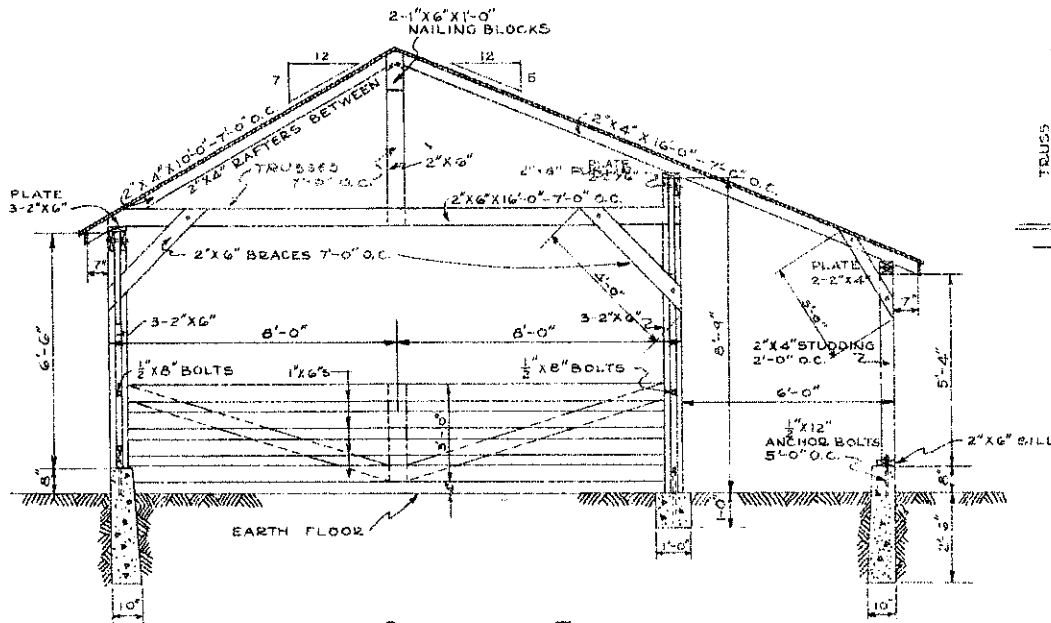 2-1"X6"X1'-0"
NAILING BLOCKS
12
7
12
5
TRUSS
2"X4"X10'-0"-7'-0" O.C.
2"X4" RAFTERS BETWEEN
TRUSSES
7'-0" O.C.
2"X6"
2"X4"X16'-0"-7'-0" O.C.
PLATE
PLATE
3-2"X6"
2"X6"X16'-0"-7'-0" O.C.
7"
2"X6" BRACES 7'-0" O.C.
PLATE
2-2"X4"
7"
6'-6"
3-2"X6"
8'-0"
8'-0"
3-2"X6"
8'-9"
2"X4" STUDDING
2'-0" O.C.
5'-4"
½"X8" BOLTS
1"X6"S
½"X8" BOLTS
6'-0"
3'-0"
½"X12"
ANCHOR BOLTS
5'-0" O.C.
2"X6" SILL
8"
8"
EARTH FLOOR
1'-0"
1'-0"
10"
10"